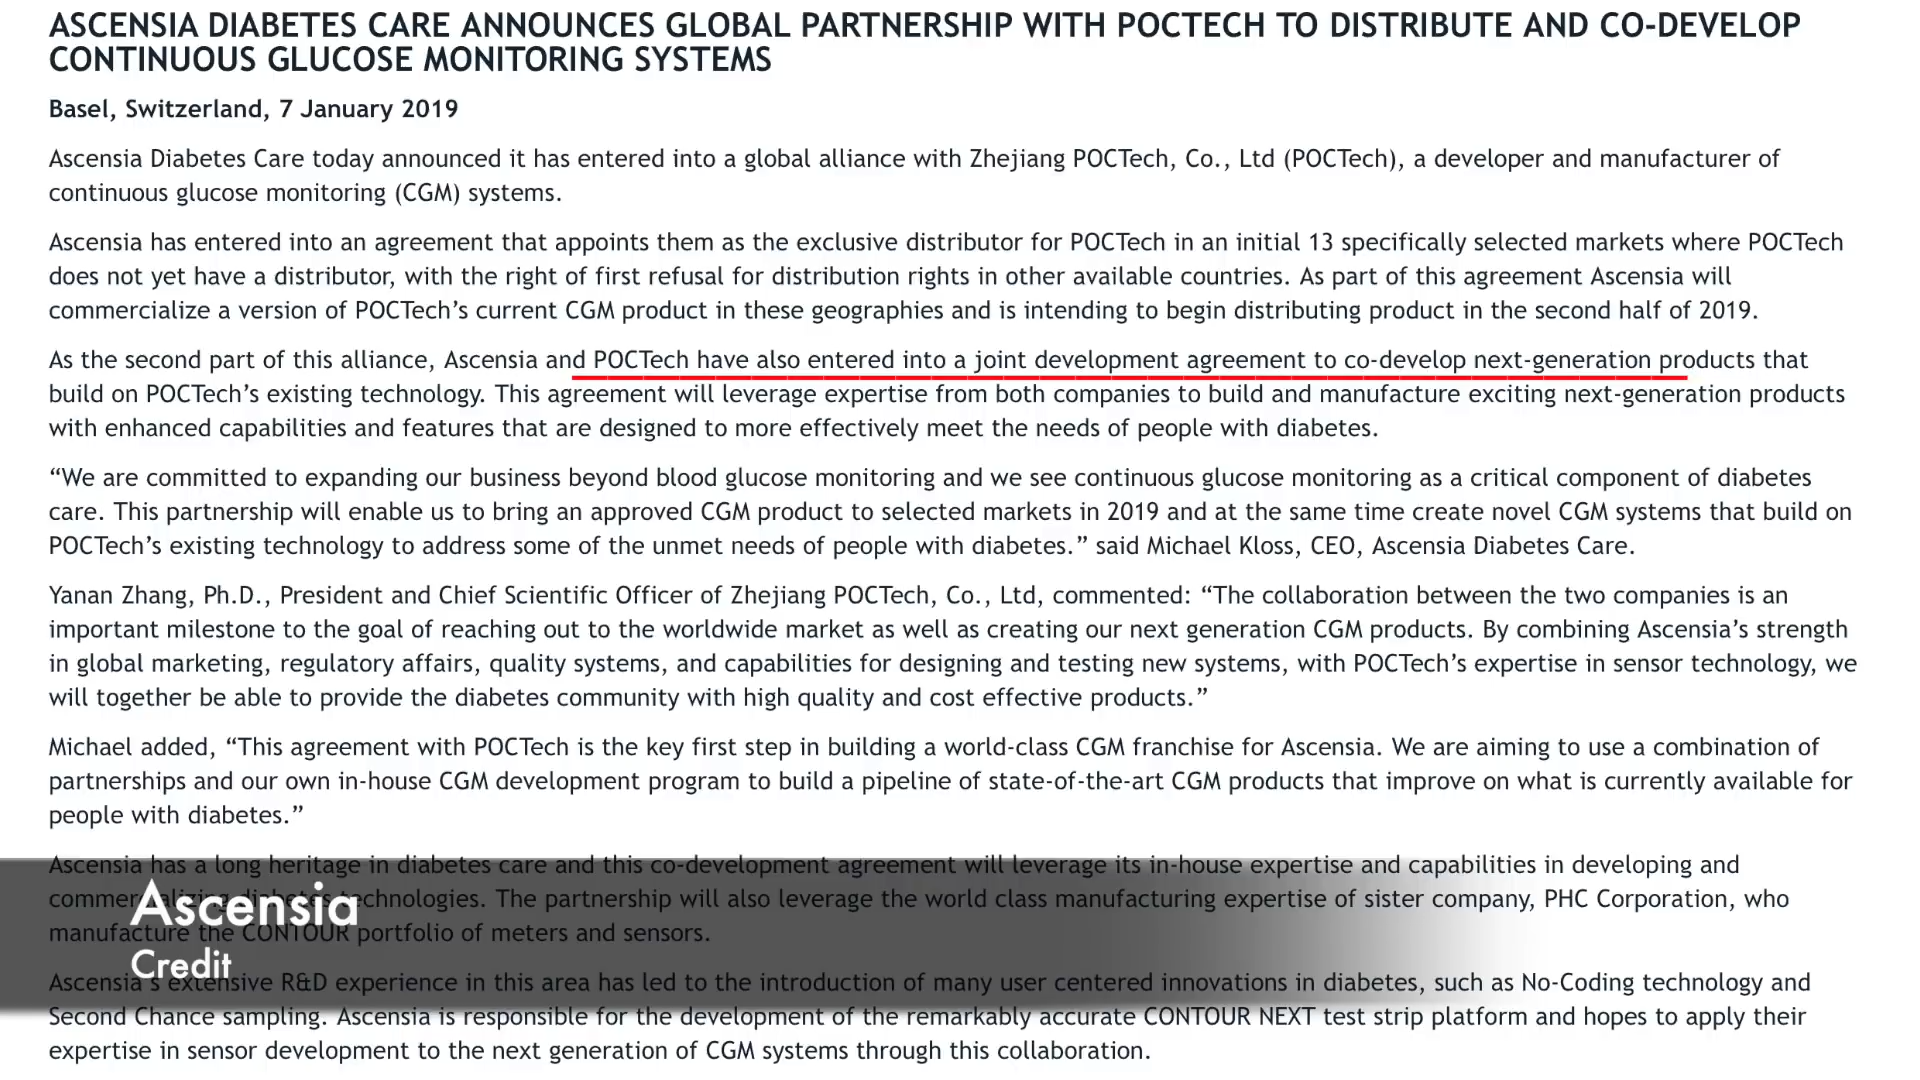 ASCENSIA DIABETES CARE ANNOUNCES GLOBAL PARTNERSHIP WITH POCTECH TO DISTRIBUTE AND CO-DEVELOP
CONTINUOUS GLUCOSE MONITORING SYSTEMS
Basel, Switzerland, 7 January 2019
Ascensia Diabetes Care today announced it has entered into a global alliance with Zhejiang POCTech, Co., Ltd (POCTech), a developer and manufacturer of
continuous glucose monitoring (CGM) systems.
Ascensia has entered into an agreement that appoints them as the exclusive distributor for POCTech in an initial 13 specifically selected markets where POCTech
does not yet have a distributor, with the right of first refusal for distribution rights in other available countries. As part of this agreement Ascensia will
commercialize a version of POCTech’s current CGM product in these geographies and is intending to begin distributing product in the second half of 2019.
As the second part of this alliance, Ascensia and POCTech have also entered into a joint development agreement to co-develop next-generation products that
build on POCTech’s existing technology. This agreement will leverage expertise from both companies to build and manufacture exciting next-generation products
with enhanced capabilities and features that are designed to more effectively meet the needs of people with diabetes.
“We are committed to expanding our business beyond blood glucose monitoring and we see continuous glucose monitoring as a critical component of diabetes
care. This partnership will enable us to bring an approved CGM product to selected markets in 2019 and at the same time create novel CGM systems that build on
POCTech’s existing technology to address some of the unmet needs of people with diabetes.” said Michael Kloss, CEO, Ascensia Diabetes Care.
Yanan Zhang, Ph.D., President and Chief Scientific Officer of Zhejiang POCTech, Co., Ltd, commented: “The collaboration between the two companies is an
important milestone to the goal of reaching out to the worldwide market as well as creating our next generation CGM products. By combining Ascensia’s strength
in global marketing, regulatory affairs, quality systems, and capabilities for designing and testing new systems, with POCTech’s expertise in sensor technology, we
will together be able to provide the diabetes community with high quality and cost effective products.”
Michael added, “This agreement with POCTech is the key first step in building a world-class CGM franchise for Ascensia. We are aiming to use a combination of
partnerships and our own in-house CGM development program to build a pipeline of state-of-the-art CGM products that improve on what is currently available for
people with diabetes.”
Ascensia has a long heritage in diabetes care and this co-development agreement will leverage its in-house expertise and capabilities in developing and
commercializing diabetes technologies. The partnership will also leverage the world class manufacturing expertise of sister company, PHC Corporation, who
manufacture the CONTOUR portfolio of meters and sensors.
Ascensia
Credit
Ascensia’s extensive R&D experience in this area has led to the introduction of many user centered innovations in diabetes, such as No-Coding technology and
Second Chance sampling. Ascensia is responsible for the development of the remarkably accurate CONTOUR NEXT test strip platform and hopes to apply their
expertise in sensor development to the next generation of CGM systems through this collaboration.